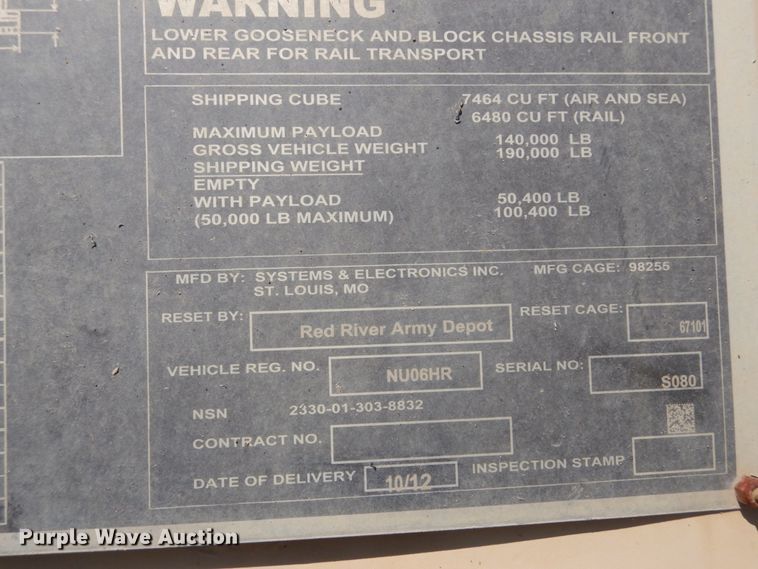 WARNING
LOWER GOOSENECK AND BLOCK CHASSIS RAIL FRONT
AND REAR FOR RAIL TRANSPORT
SHIPPING CUBE 7464 CU FT (AIR AND SEA)
6480 CU FT (RAIL)
MAXIMUM PAYLOAD 140,000 LB
GROSS VEHICLE WEIGHT 190,000 LB
SHIPPING WEIGHT
EMPTY
WITH PAYLOAD 50,400 LB
(50,000 LB MAXIMUM) 100,400 LB
MFD BY: SYSTEMS & ELECTRONICS INC. MFG CAGE: 98255
ST. LOUIS, MO
RESET BY: Red River Army Depot RESET CAGE: 67101
VEHICLE REG. NO. NU06HR SERIAL NO: S080
NSN 2330-01-303-8832
CONTRACT NO.
DATE OF DELIVERY 10/12 INSPECTION STAMP
Purple Wave Auction